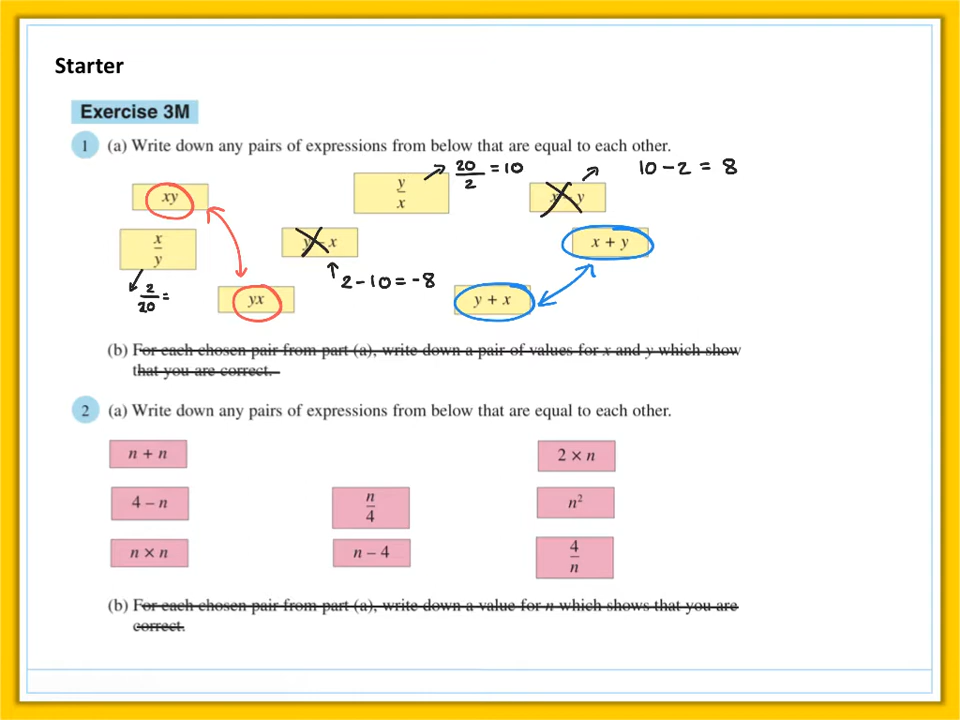 Starter
Exercise 3M
1 (a) Write down any pairs of expressions from below that are equal to each other.
xy
y/x
20/2 = 10
x - y
10 - 2 = 8
x/y
2/20 =
y - x
2 - 10 = -8
x + y
yx
y + x
(b) For each chosen pair from part (a), write down a pair of values for x and y which show
that you are correct.
2 (a) Write down any pairs of expressions from below that are equal to each other.
n + n
2 × n
4 – n
n/4
n²
n × n
n – 4
4/n
(b) For each chosen pair from part (a), write down a value for n which shows that you are
correct.